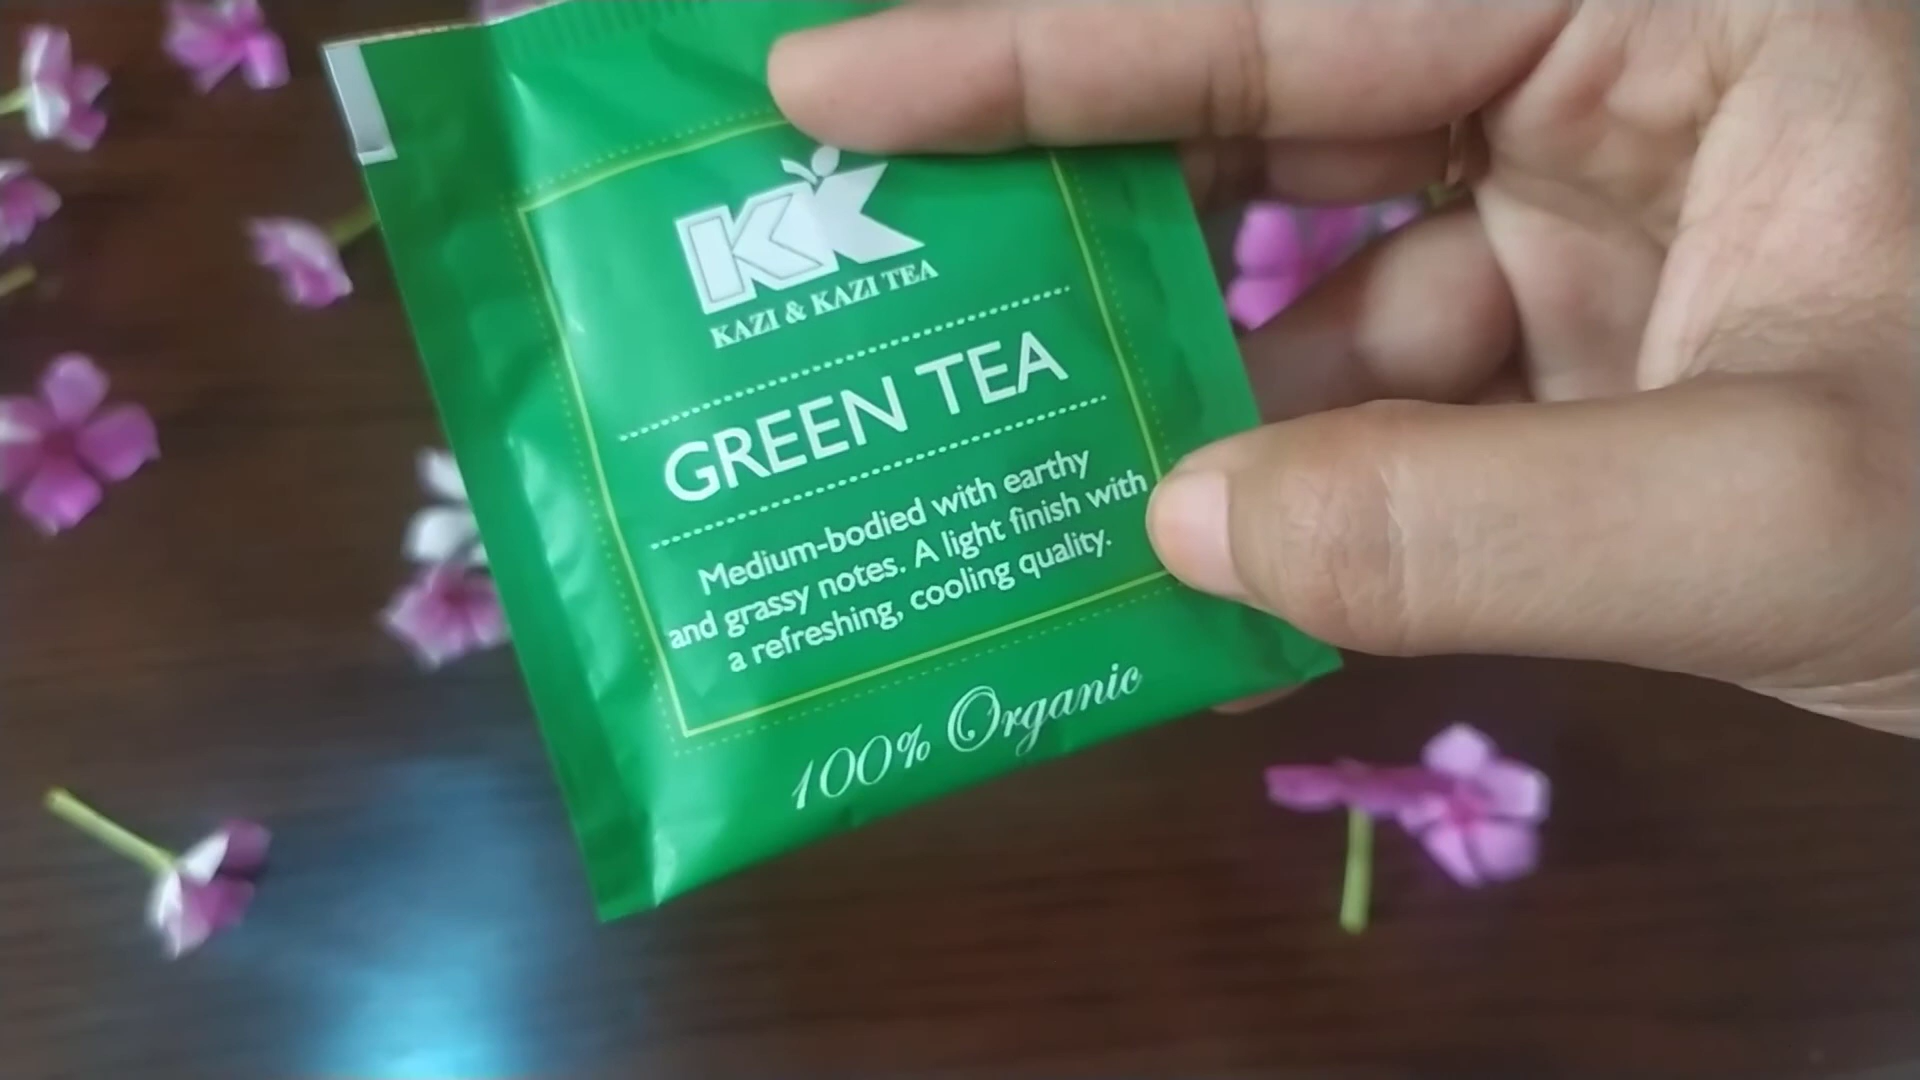 KK
KAZI & KAZI TEA
GREEN TEA
Medium-bodied with earthy
and grassy notes. A light finish with
a refreshing, cooling quality.
100% Organic